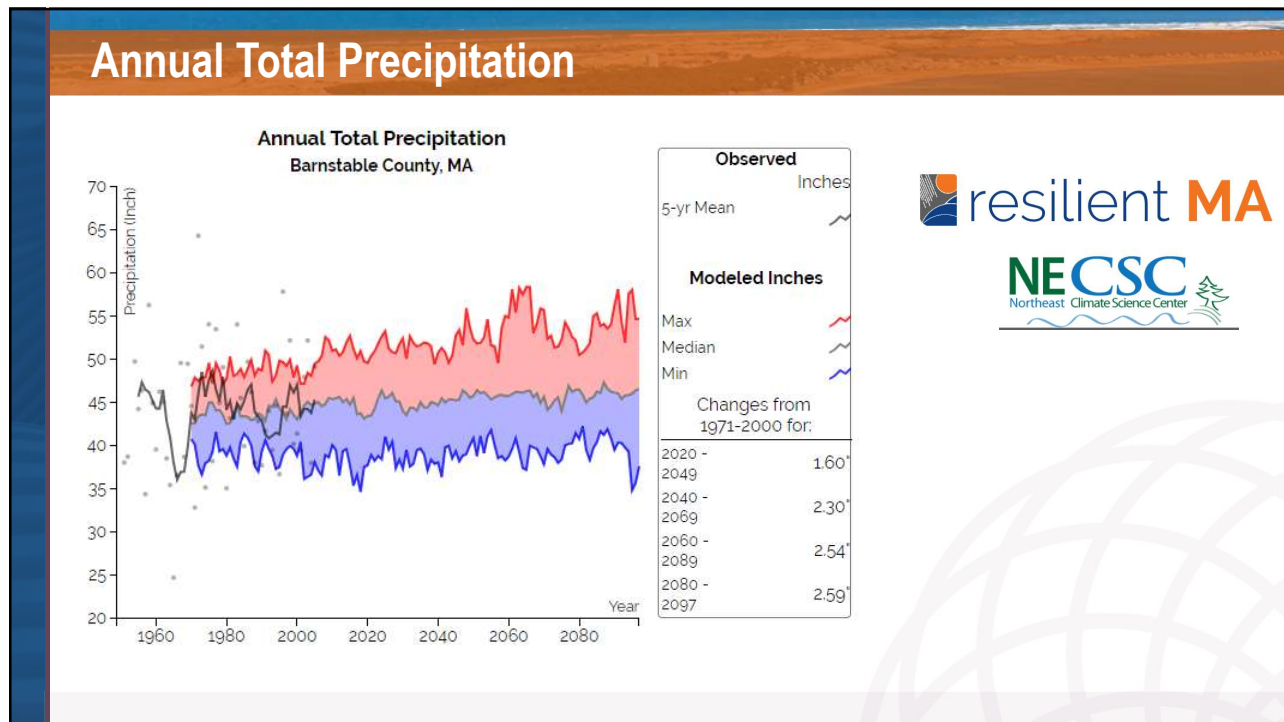 Annual Total Precipitation
Annual Total Precipitation
Barnstable County, MA
Precipitation (Inch)
70
65
60
55
50
45
40
35
30
25
20
Year
1960 1980 2000 2020 2040 2060 2080
Observed
Inches
5-yr Mean
Modeled Inches
Max
Median
Min
Changes from
1971-2000 for:
2020 -
2049 1.60"
2040 -
2069 2.30"
2060 -
2089 2.54"
2080 -
2097 2.59"
resilient MA
NECSC
Northeast Climate Science Center